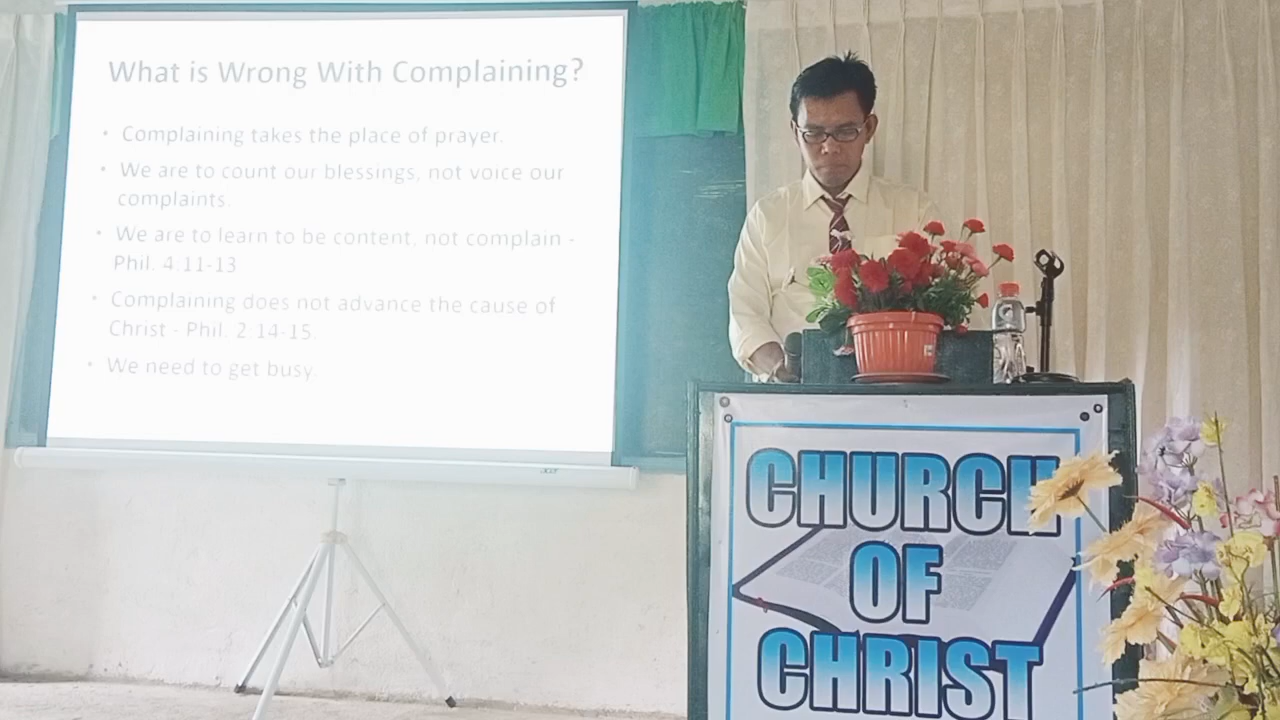 What is Wrong With Complaining?
• Complaining takes the place of prayer.
• We are to count our blessings, not voice our
complaints.
• We are to learn to be content, not complain -
Phil. 4:11-13
• Complaining does not advance the cause of
Christ - Phil. 2:14-15.
• We need to get busy.
CHURCH
OF
CHRIST